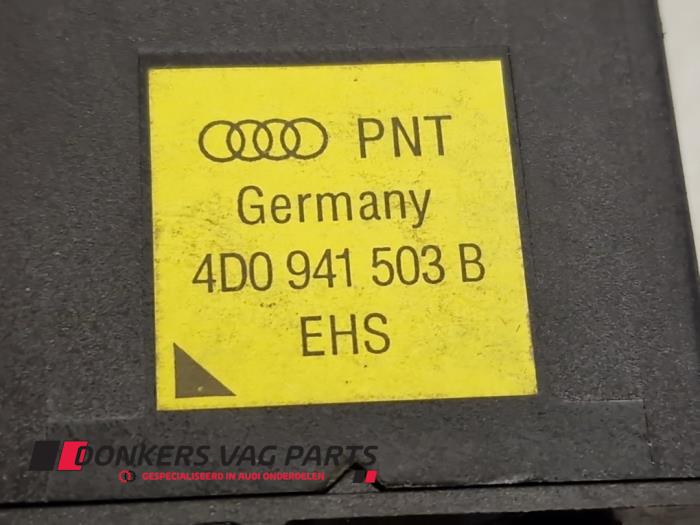 PNT
Germany
4D0 941 503 B
EHS
DONKERS VAG PARTS
GESPECIALISEERD IN AUDI ONDERDELEN